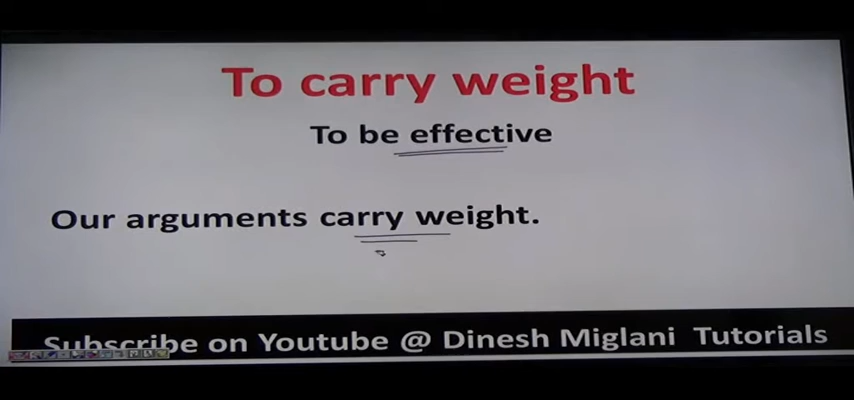 To carry weight
To be effective
Our arguments carry weight.
Subscribe on Youtube @ Dinesh Miglani Tutorials